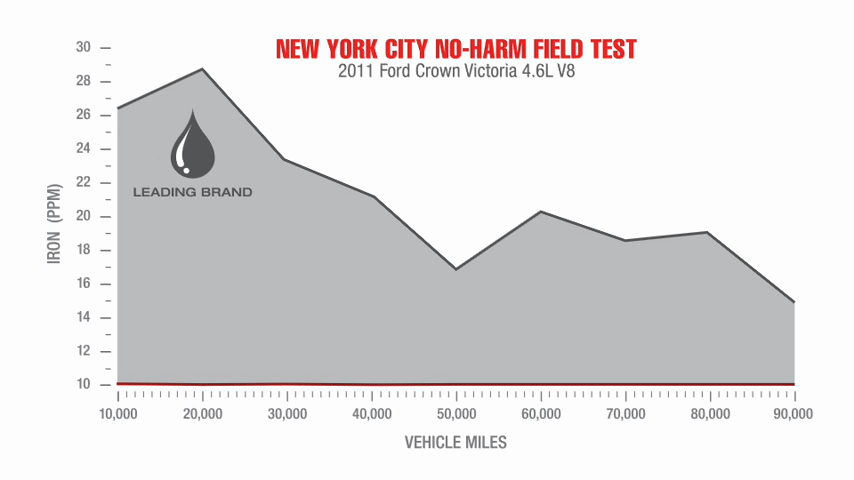 NEW YORK CITY NO-HARM FIELD TEST
2011 Ford Crown Victoria 4.6L V8
30
28
26
24
22
20
18
16
14
12
10
IRON (PPM)
LEADING BRAND
10,000 20,000 30,000 40,000 50,000 60,000 70,000 80,000 90,000
VEHICLE MILES